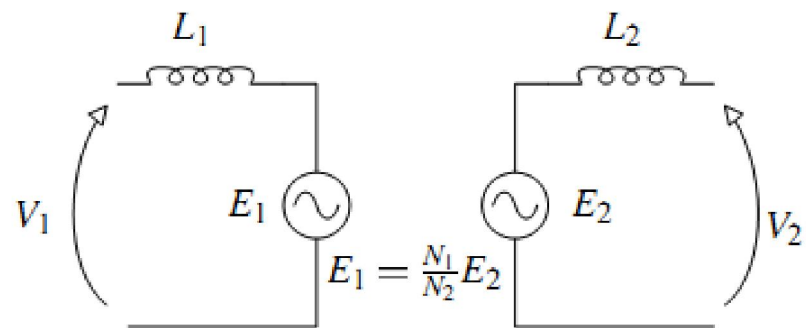 L₁ L₂
V₁ E₁ E₂ V₂
E₁ = N₁/N₂ E₂